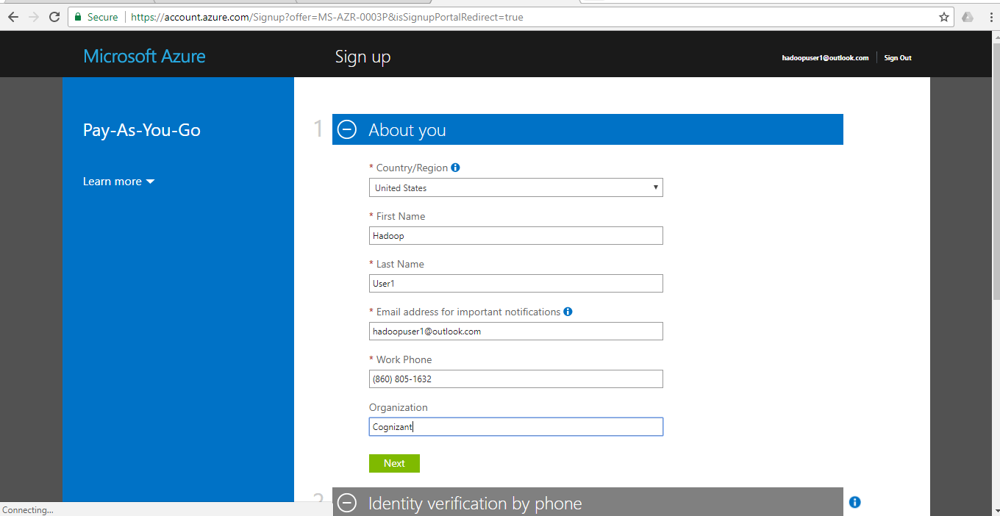 Secure https://account.azure.com/Signup?offer=MS-AZR-0003P&isSignupPortalRedirect=true
Microsoft Azure
Sign up
hadoopuser1@outlook.com
Sign Out
Pay-As-You-Go
Learn more
1
About you
* Country/Region
United States
* First Name
Hadoop
* Last Name
User1
* Email address for important notifications
hadoopuser1@outlook.com
* Work Phone
(860) 805-1632
Organization
Cognizant
Next
2
Identity verification by phone
Connecting...